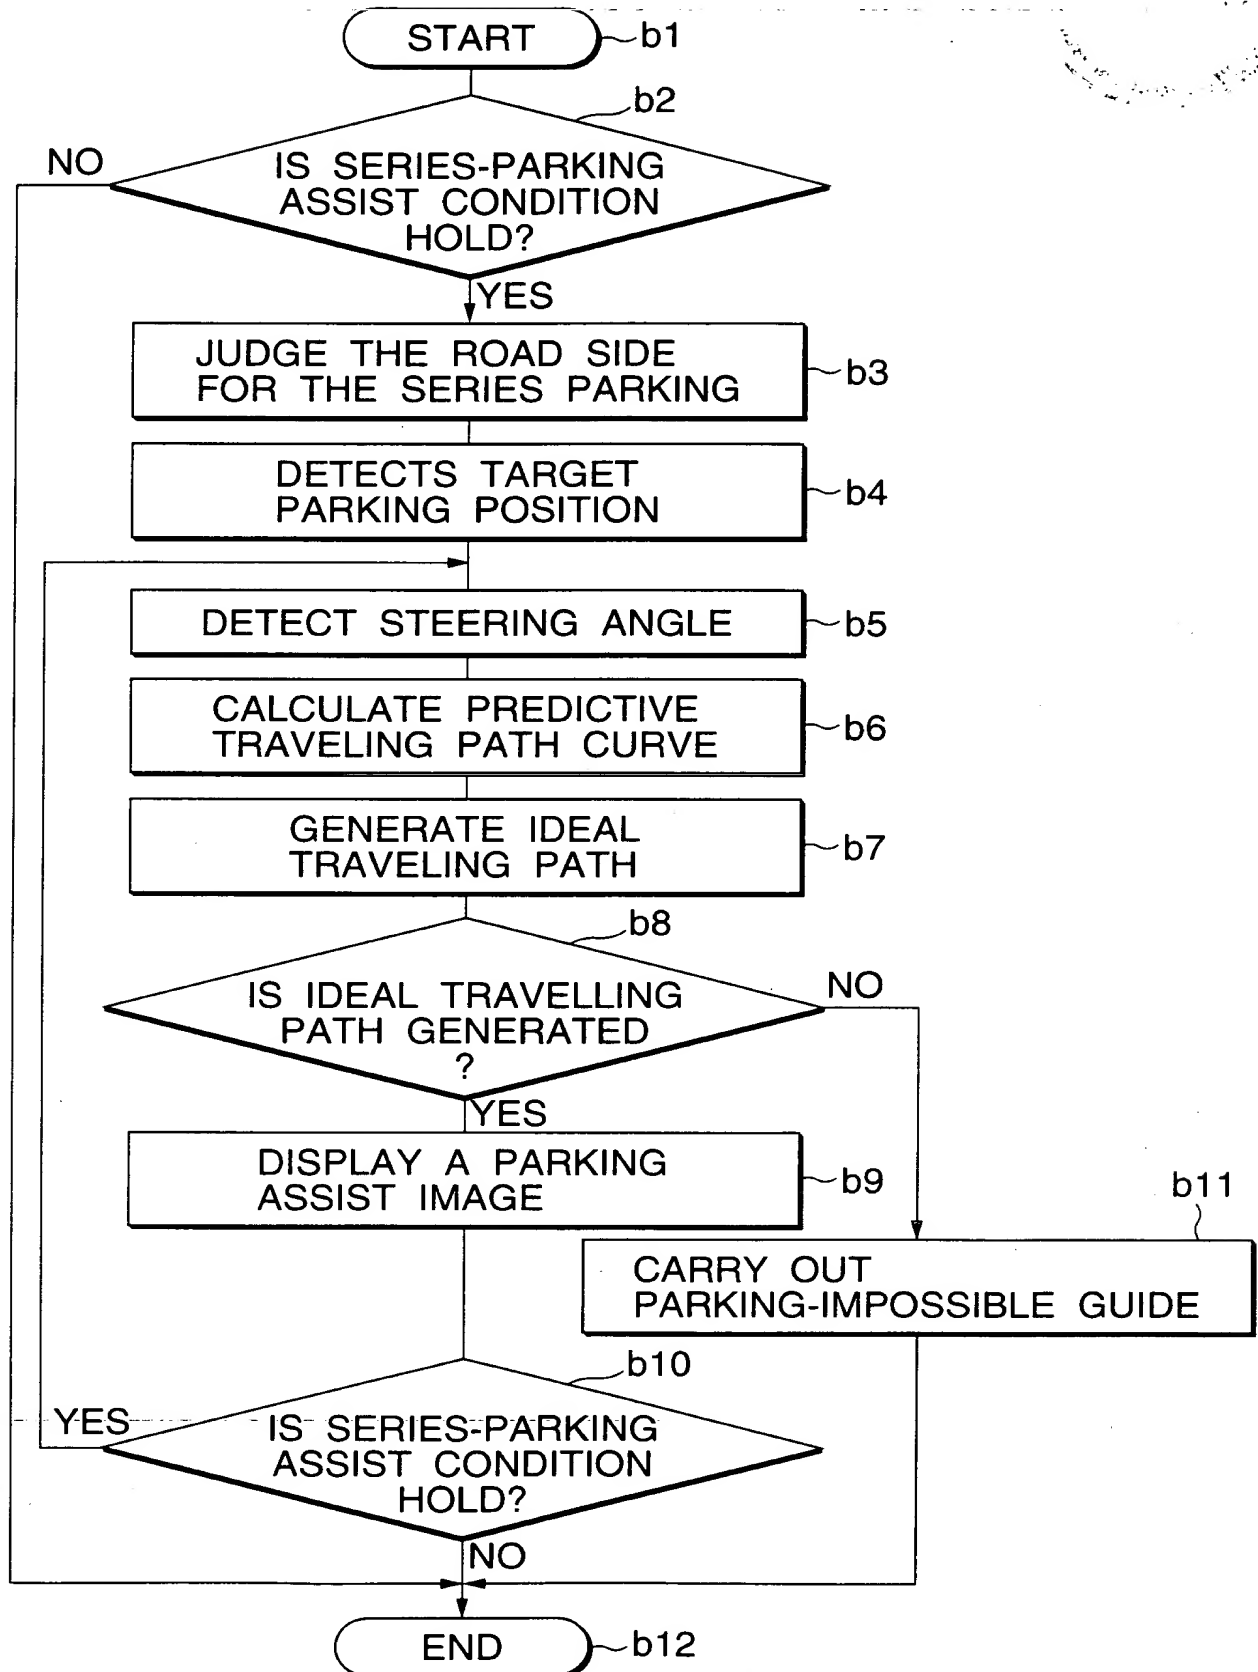 START
b1
b2
NO
IS SERIES-PARKING
ASSIST CONDITION
HOLD?
YES
JUDGE THE ROAD SIDE
FOR THE SERIES PARKING
b3
DETECTS TARGET
PARKING POSITION
b4
DETECT STEERING ANGLE
b5
CALCULATE PREDICTIVE
TRAVELING PATH CURVE
b6
GENERATE IDEAL
TRAVELING PATH
b7
b8
IS IDEAL TRAVELLING
PATH GENERATED
?
NO
YES
DISPLAY A PARKING
ASSIST IMAGE
b9
b11
CARRY OUT
PARKING-IMPOSSIBLE GUIDE
b10
YES
IS SERIES-PARKING
ASSIST CONDITION
HOLD?
NO
END
b12